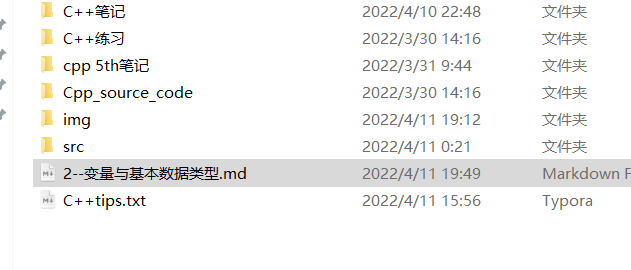 C++笔记 2022/4/10 22:48 文件夹
C++练习 2022/3/30 14:16 文件夹
cpp 5th笔记 2022/3/31 9:44 文件夹
Cpp_source_code 2022/3/30 14:16 文件夹
img 2022/4/11 19:12 文件夹
src 2022/4/11 0:21 文件夹
2--变量与基本数据类型.md 2022/4/11 19:49 Markdown F
C++tips.txt 2022/4/11 15:56 Typora